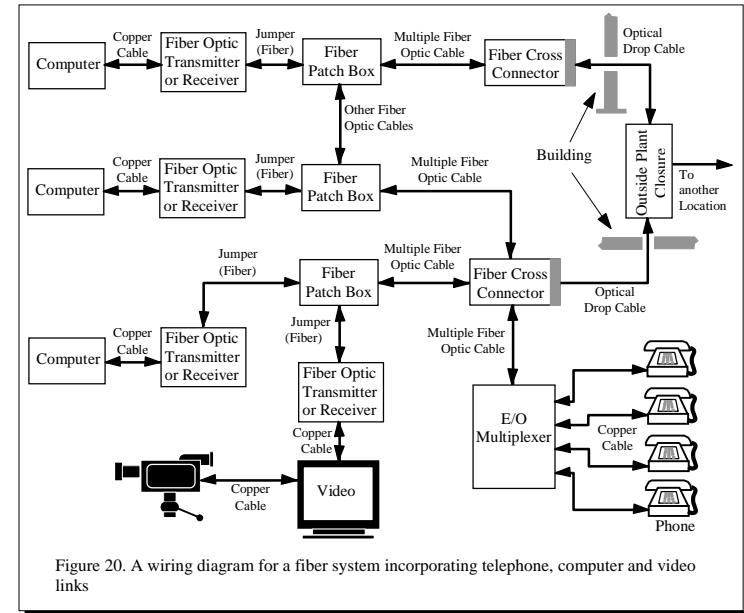 Computer
Copper
Cable
Fiber Optic
Transmitter
or Receiver
Jumper
(Fiber)
Fiber
Patch Box
Multiple Fiber
Optic Cable
Fiber Cross
Connector
Optical
Drop Cable
Other Fiber
Optic Cables
Building
Outside Plant
Closure
To
another
Location
Computer
Copper
Cable
Fiber Optic
Transmitter
or Receiver
Jumper
(Fiber)
Fiber
Patch Box
Multiple Fiber
Optic Cable
Jumper
(Fiber)
Fiber
Patch Box
Multiple Fiber
Optic Cable
Fiber Cross
Connector
Optical
Drop Cable
Computer
Copper
Cable
Fiber Optic
Transmitter
or Receiver
Jumper
(Fiber)
Multiple Fiber
Optic Cable
Fiber Optic
Transmitter
or Receiver
E/O
Multiplexer
Copper
Cable
Copper
Cable
Video
Copper
Cable
Phone
Figure 20. A wiring diagram for a fiber system incorporating telephone, computer and video
links